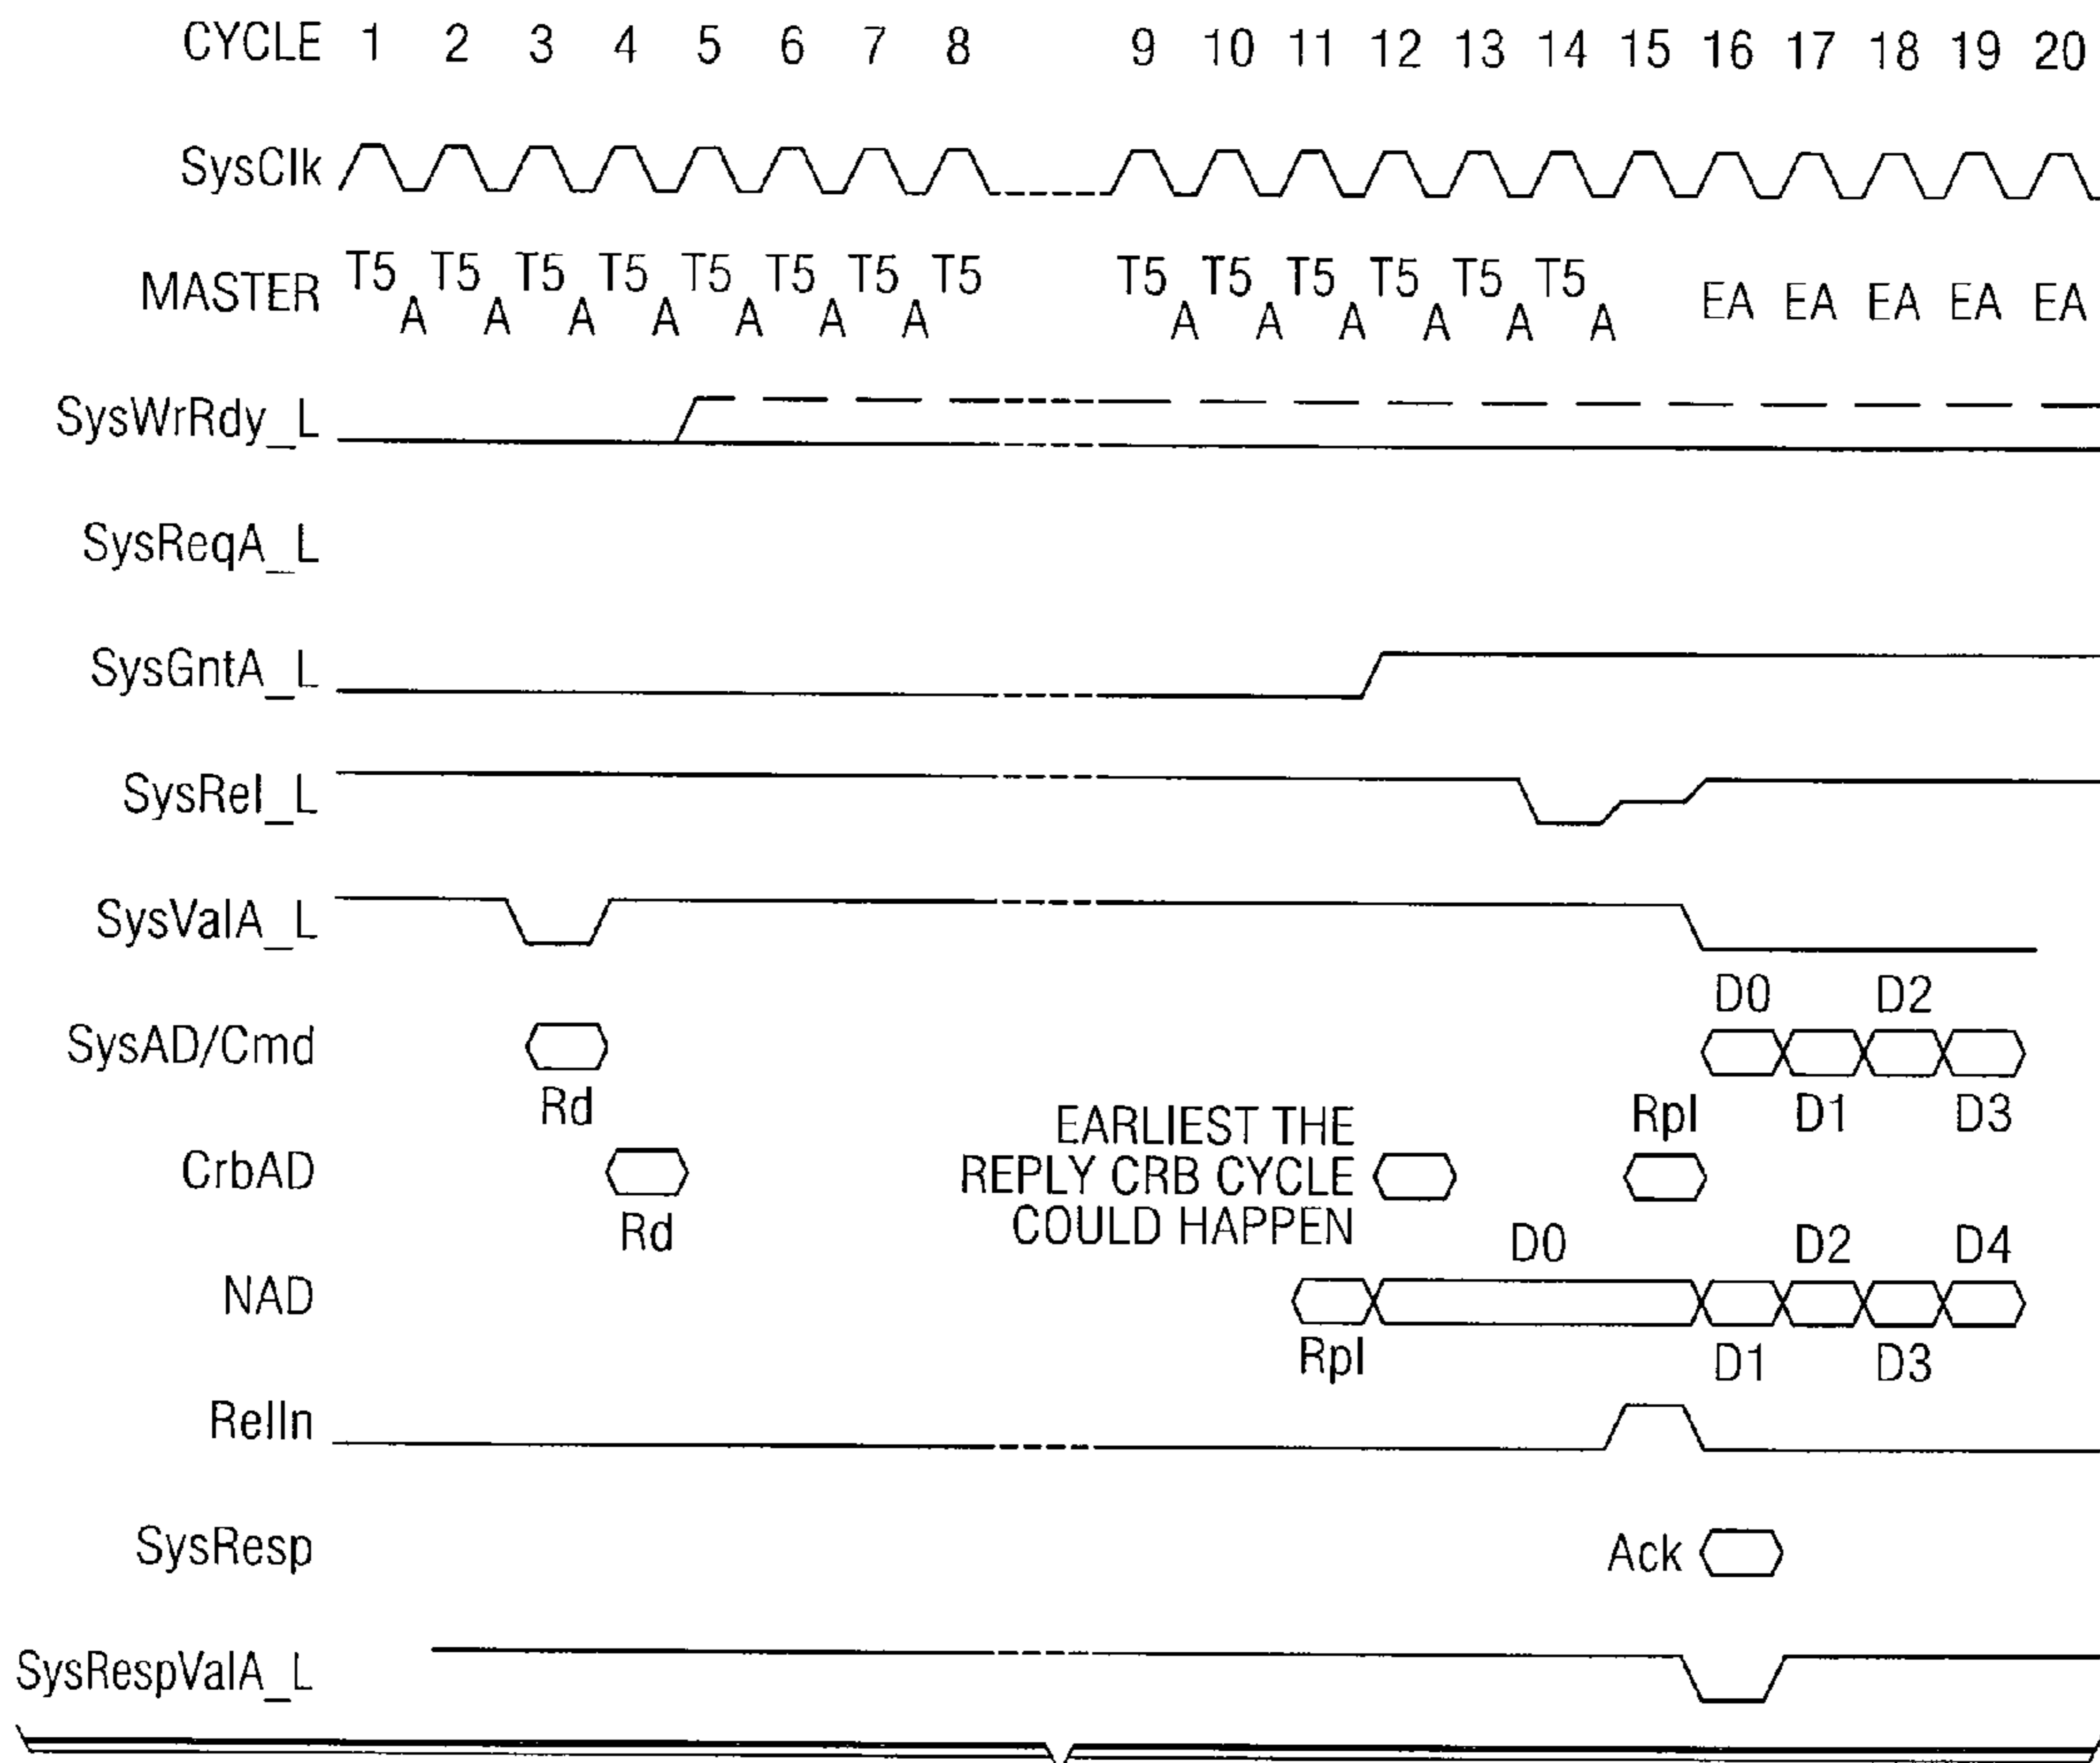 CYCLE 1 2 3 4 5 6 7 8 9 10 11 12 13 14 15 16 17 18 19 20
SysClk
MASTER T5 A T5 A T5 A T5 A T5 A T5 A T5 A T5 T5 A T5 A T5 A T5 A T5 A T5 A EA EA EA EA EA
SysWrRdy_L
SysReqA_L
SysGntA_L
SysRel_L
SysValA_L
D0 D2
SysAD/Cmd
Rd Rpl D1 D3
EARLIEST THE
CrbAD REPLY CRB CYCLE
COULD HAPPEN
Rd D0 D2 D4
NAD
Rpl D1 D3
RelIn
SysResp Ack
SysRespValA_L